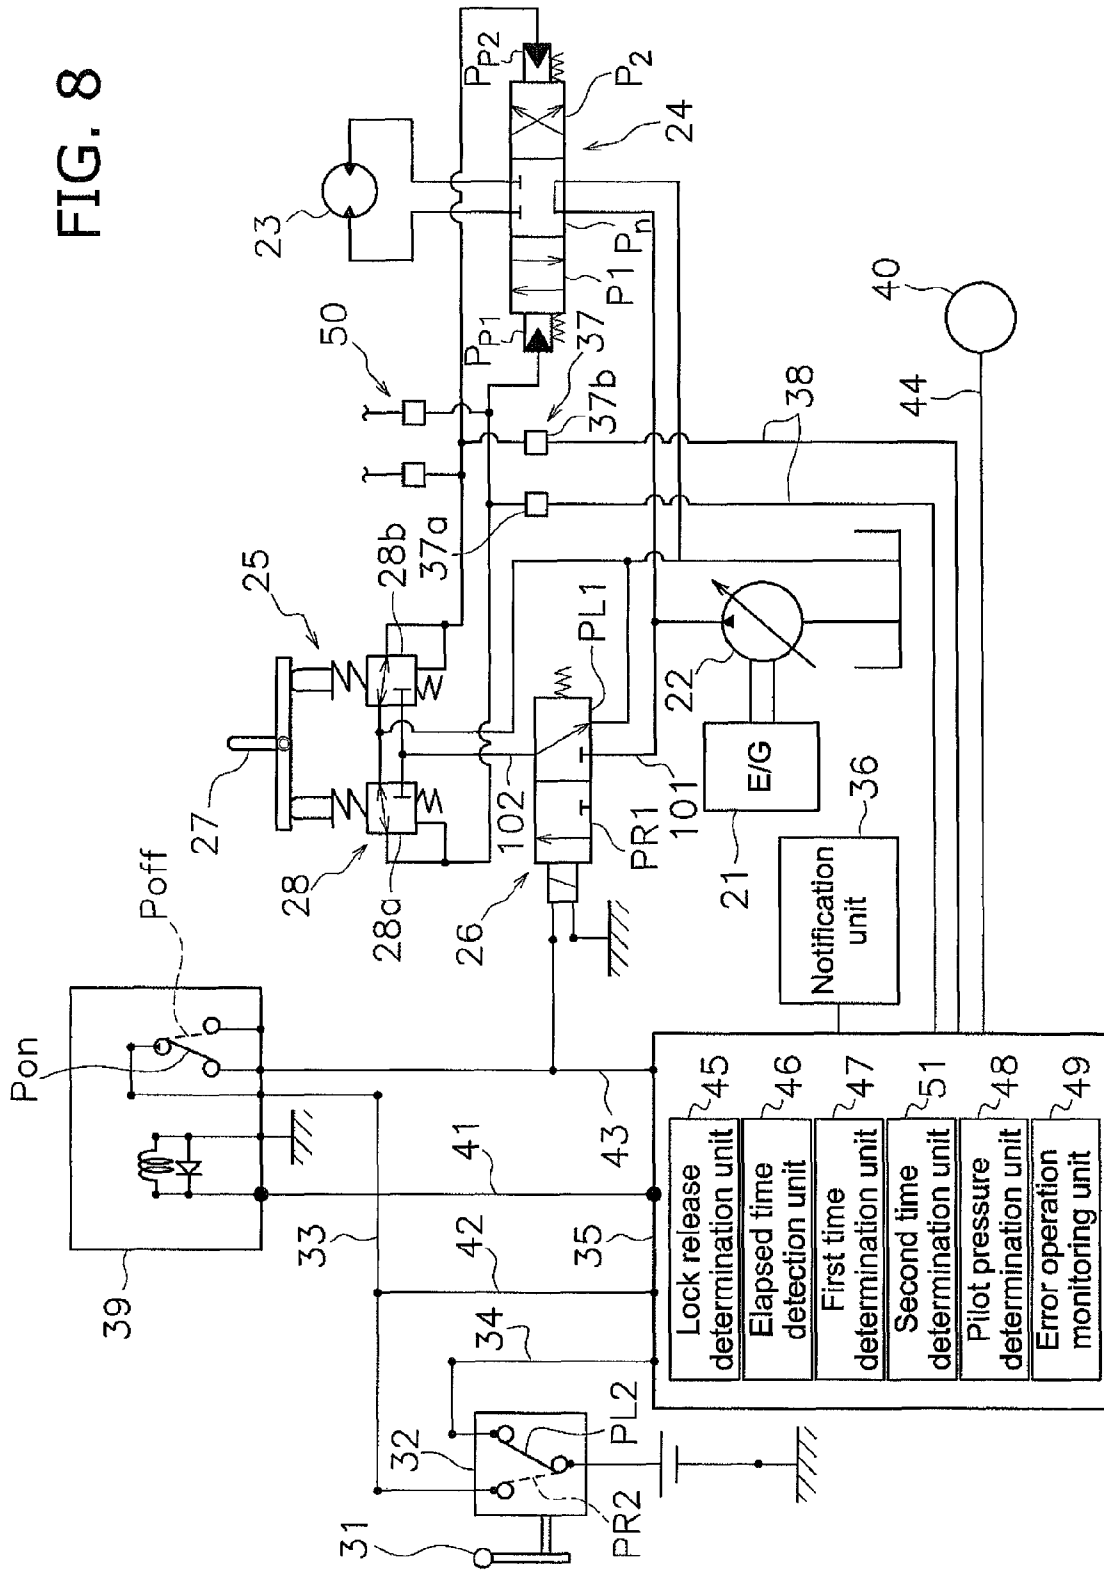 FIG. 8
Pon
Poff
39
33
41
42
43
34
35
32
31
PL2
PR2
27
25
28
28a
28b
26
102
101
PL1
PR1
37a
37b
37
50
23
24
PP1
PP2
P1
Pn
P2
38
22
21
E/G
36
Notification
unit
40
44
Lock release
determination unit
45
Elapsed time
detection unit
46
First time
determination unit
47
Second time
determination unit
51
Pilot pressure
determination unit
48
Error operation
monitoring unit
49